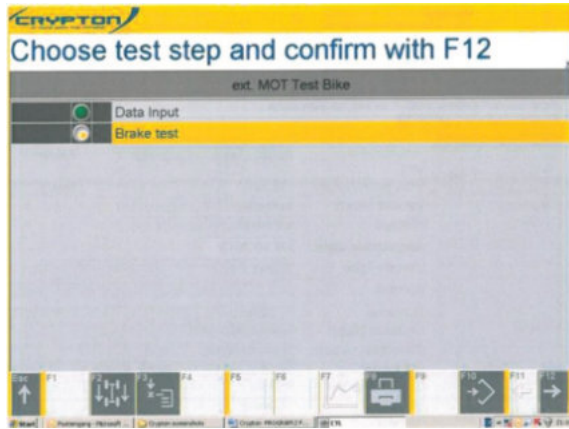 CRYPTON
Choose test step and confirm with F12
ext. MOT Test Bike
Data Input
Brake test
Esc F1 F2 F3 F4 F5 F6 F7 F8 F9 F10 F11 F12
Start